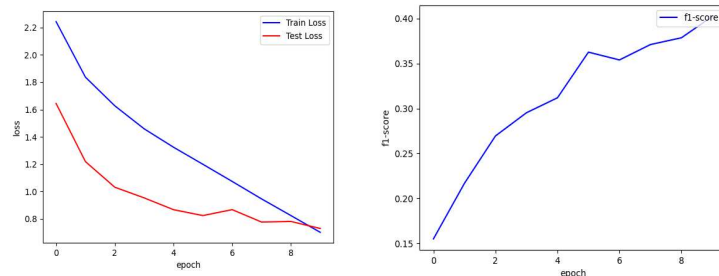 2.2
2.0
1.8
1.6
1.4
1.2
1.0
0.8
loss
0 2 4 6 8
epoch
Train Loss
Test Loss
0.40
0.35
0.30
0.25
0.20
0.15
f1-score
0 2 4 6 8
epoch
f1-score